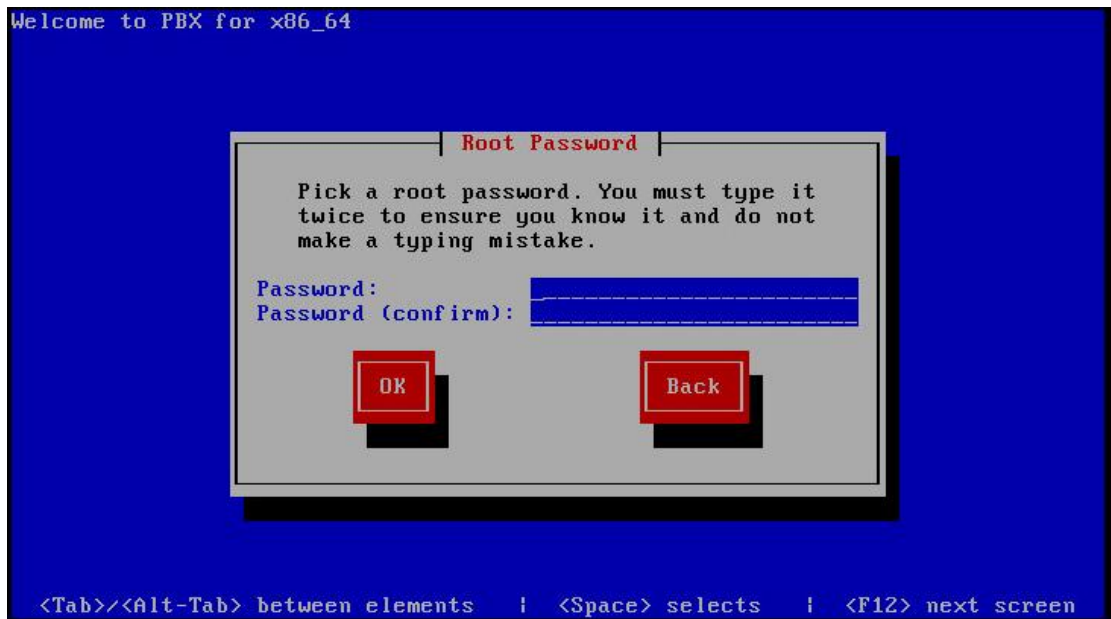 Welcome to PBX for x86_64
Root Password
Pick a root password. You must type it
twice to ensure you know it and do not
make a typing mistake.
Password:
Password (confirm):
OK Back
<Tab>/<Alt-Tab> between elements | <Space> selects | <F12> next screen